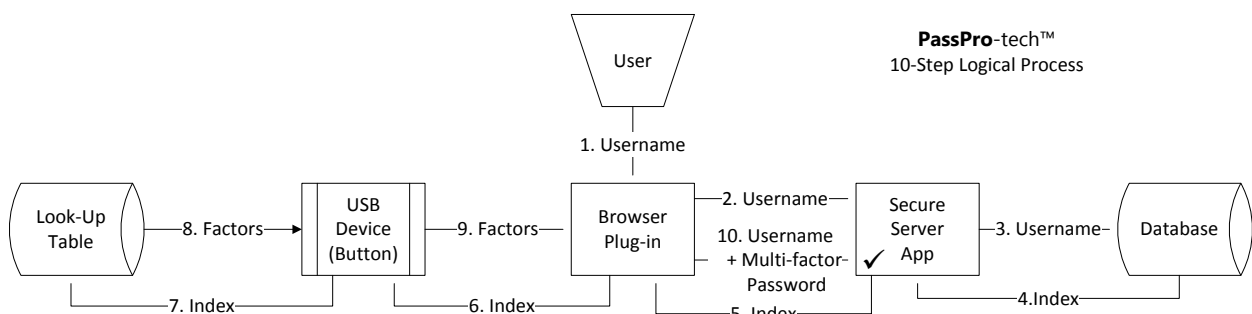 PassPro-tech™
10-Step Logical Process
User
1. Username
Look-Up
Table
8. Factors
USB
Device
(Button)
9. Factors
Browser
Plug-in
2. Username
10. Username
+ Multi-factor
Password
Secure
Server
App
3. Username
Database
7. Index
6. Index
5. Index
4.Index